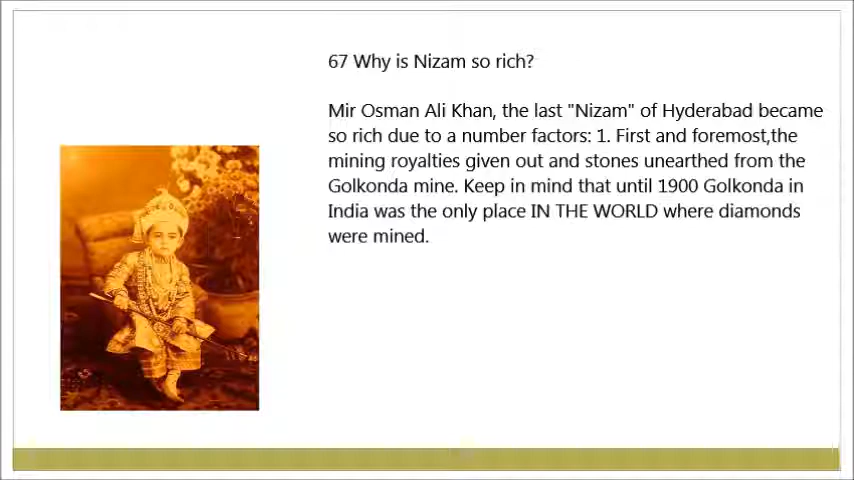 67 Why is Nizam so rich?
Mir Osman Ali Khan, the last "Nizam" of Hyderabad became
so rich due to a number factors: 1. First and foremost,the
mining royalties given out and stones unearthed from the
Golkonda mine. Keep in mind that until 1900 Golkonda in
India was the only place IN THE WORLD where diamonds
were mined.